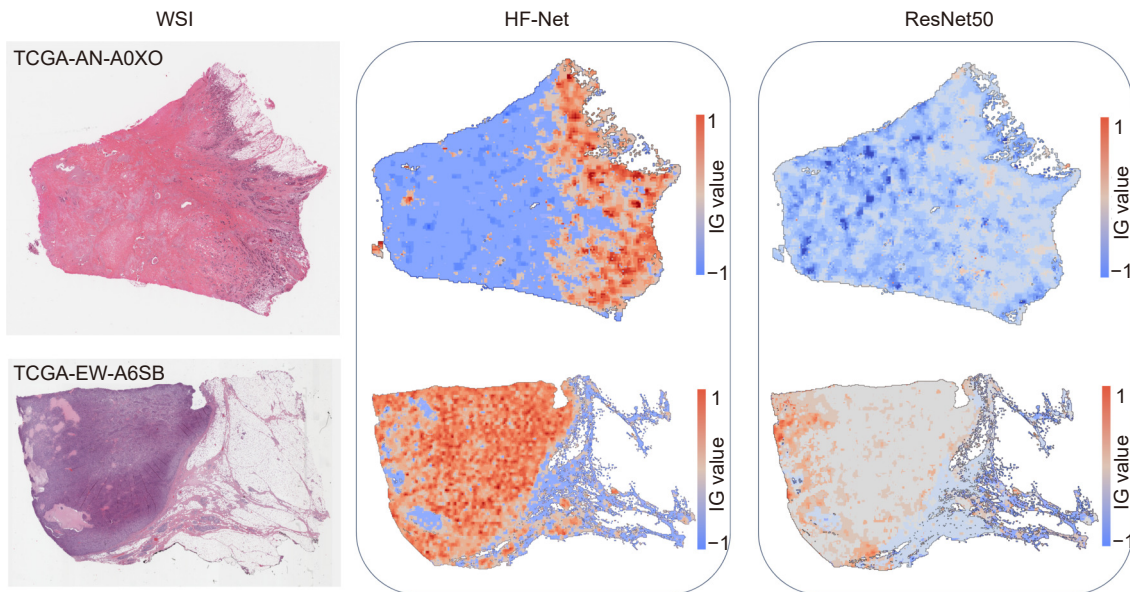 WSI
HF-Net
ResNet50
TCGA-AN-A0XO
1
IG value
−1
1
IG value
−1
TCGA-EW-A6SB
1
IG value
−1
1
IG value
−1